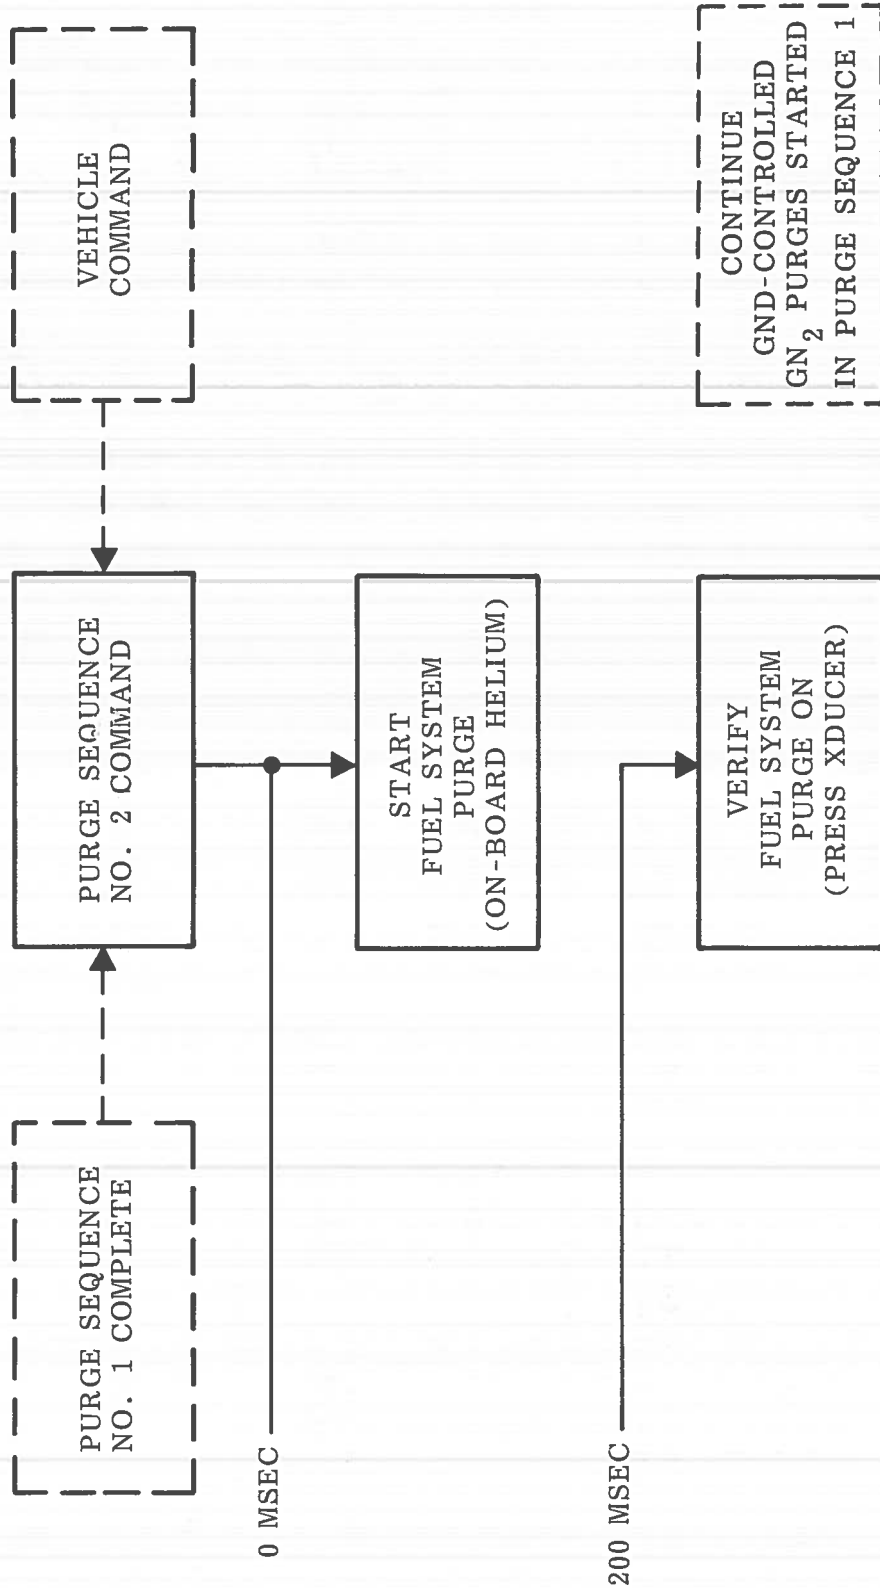 PURGE SEQUENCE
NO. 1 COMPLETE
PURGE SEQUENCE
NO. 2 COMMAND
VEHICLE
COMMAND
0 MSEC
START
FUEL SYSTEM
PURGE
(ON-BOARD HELIUM)
200 MSEC
VERIFY
FUEL SYSTEM
PURGE ON
(PRESS XDUCER)
CONTINUE
GND-CONTROLLED
GN₂ PURGES STARTED
IN PURGE SEQUENCE 1